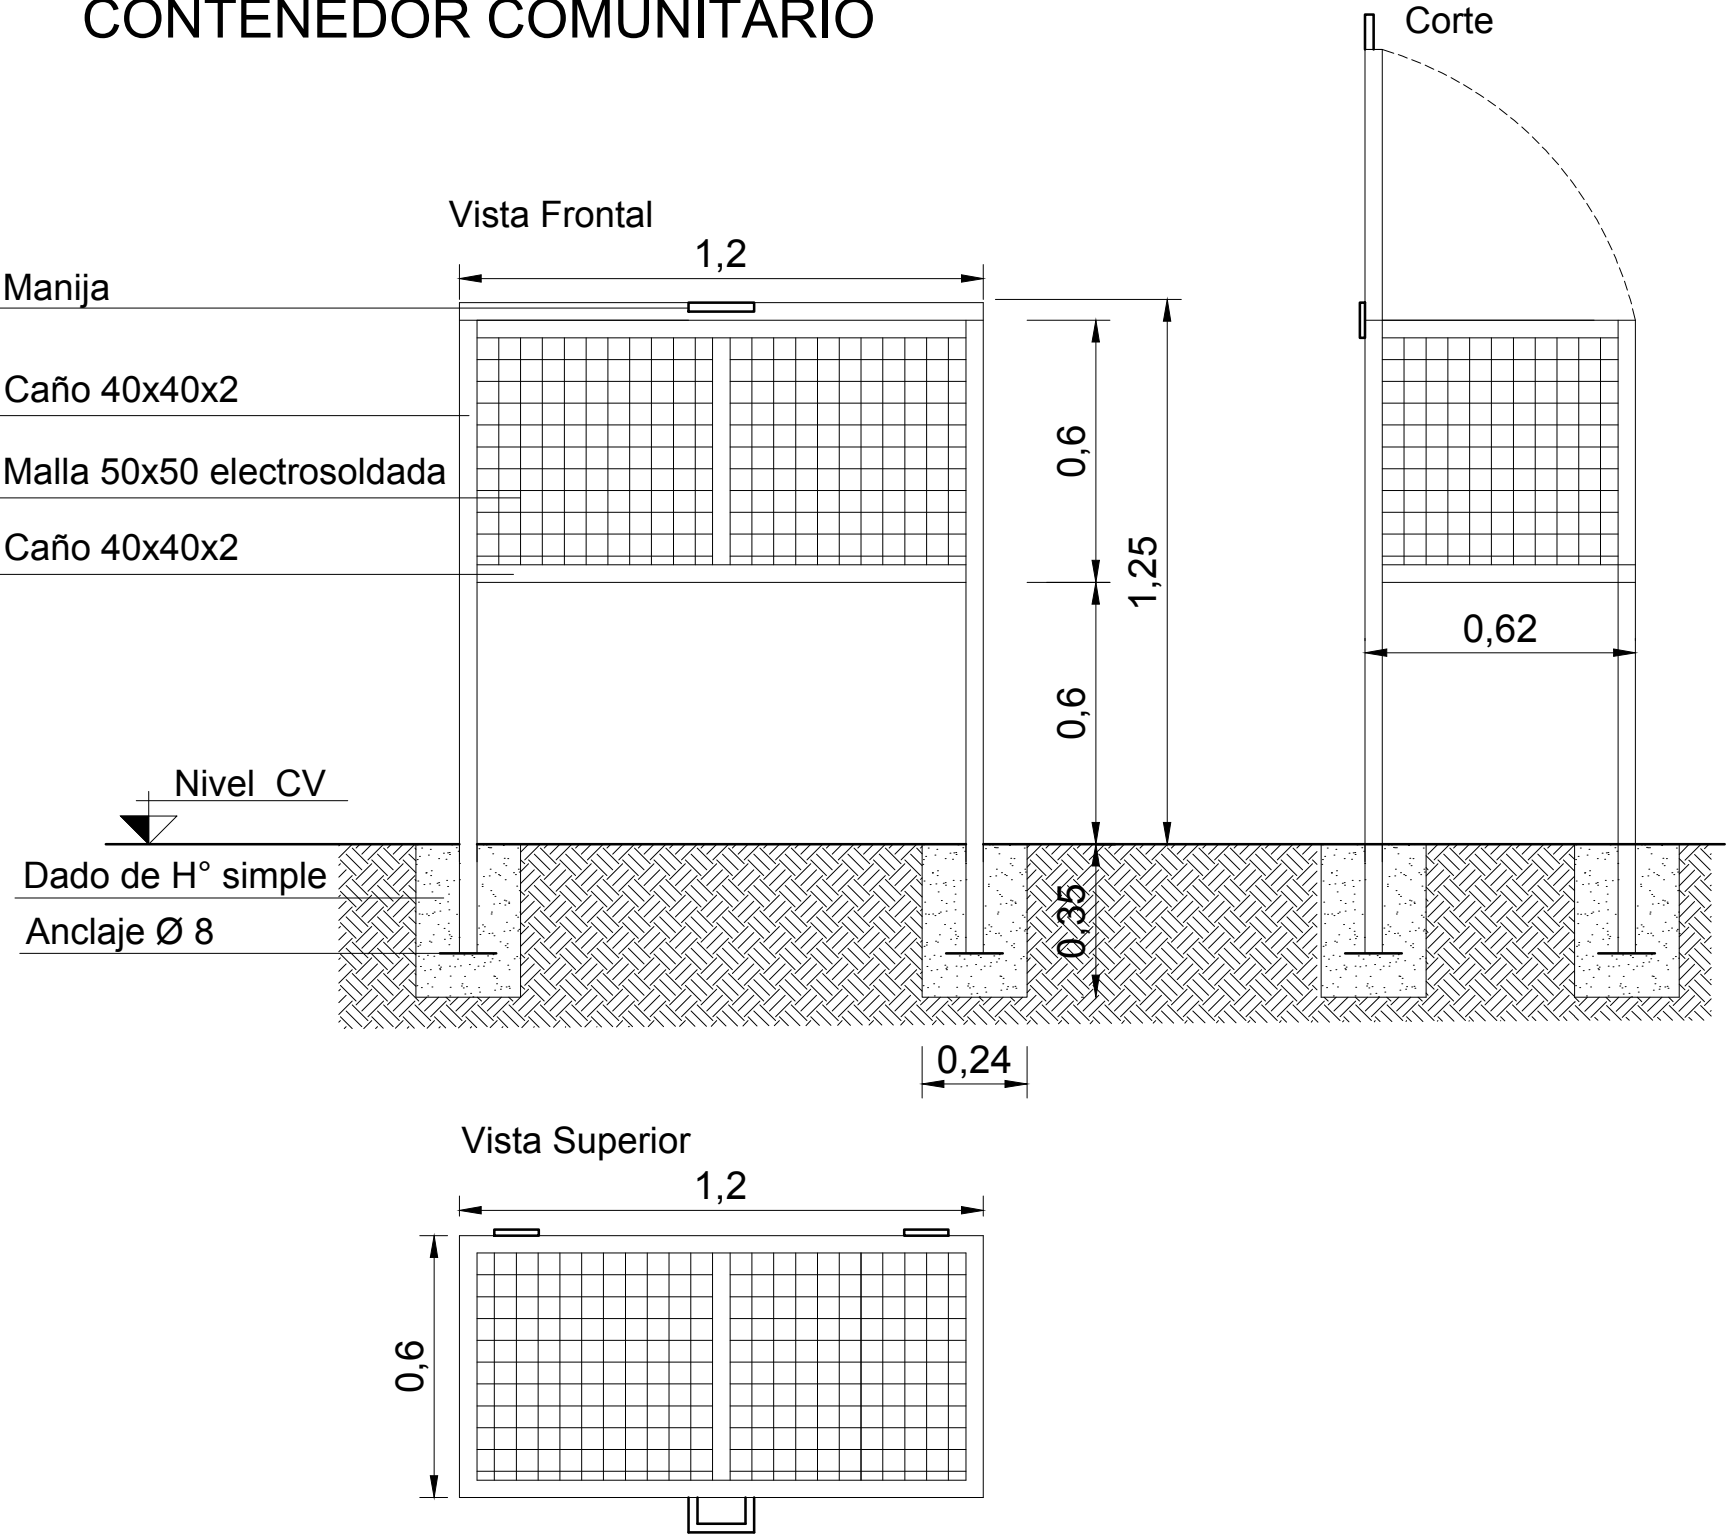 CONTENEDOR COMUNITARIO
Corte
Vista Frontal
1,2
Manija
Caño 40x40x2
Malla 50x50 electrosoldada
Caño 40x40x2
0,6
1,25
0,62
0,6
Nivel CV
Dado de H° simple
0,35
Anclaje Ø 8
0,24
Vista Superior
1,2
0,6